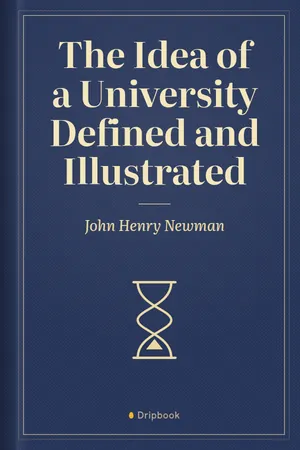 The Idea of
a University
Defined and
Illustrated
John Henry Newman
Dripbook